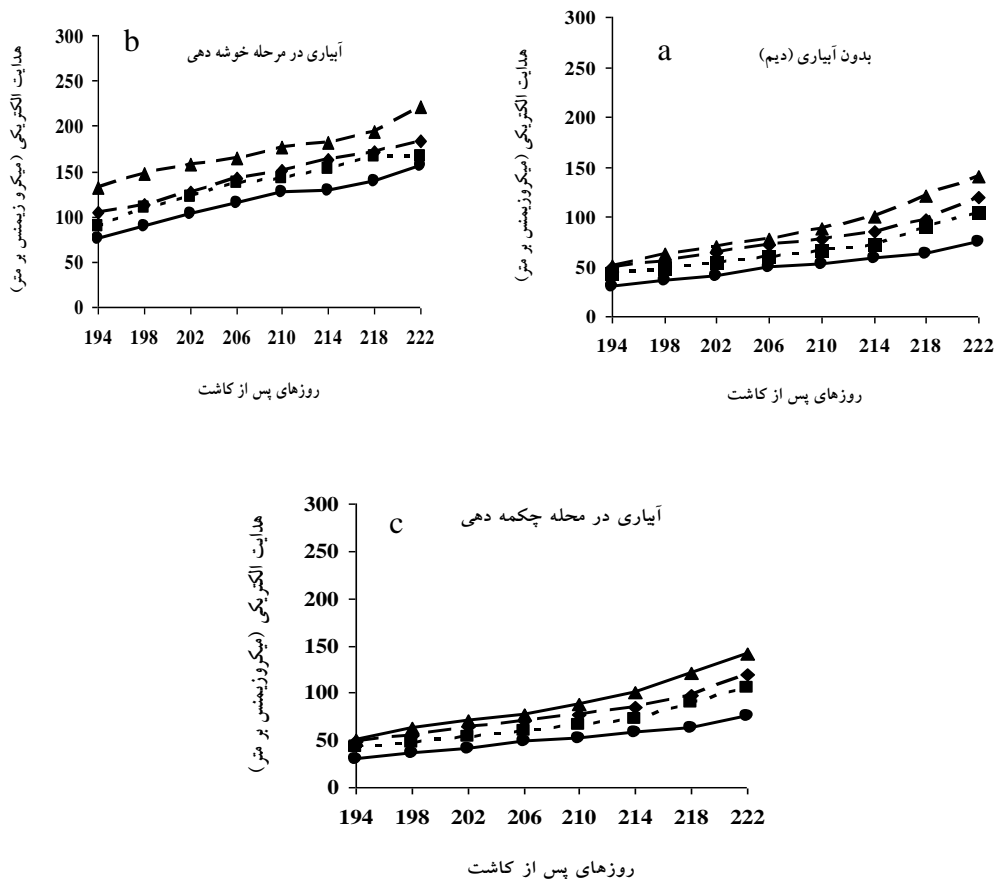 b
آبیاری در مرحله خوشه دهی
هدایت الکتریکی (میکرو زیمنس بر متر)
300
250
200
150
100
50
0
194 198 202 206 210 214 218 222
روزهای پس از کاشت
a
بدون آبیاری (دیم)
هدایت الکتریکی (میکروزیمنس بر متر)
300
250
200
150
100
50
0
194 198 202 206 210 214 218 222
روزهای پس از کاشت
c
آبیاری در محله چکمه دهی
هدایت الکتریکی (میکروزیمنس بر متر)
300
250
200
150
100
50
0
194 198 202 206 210 214 218 222
روزهای پس از کاشت